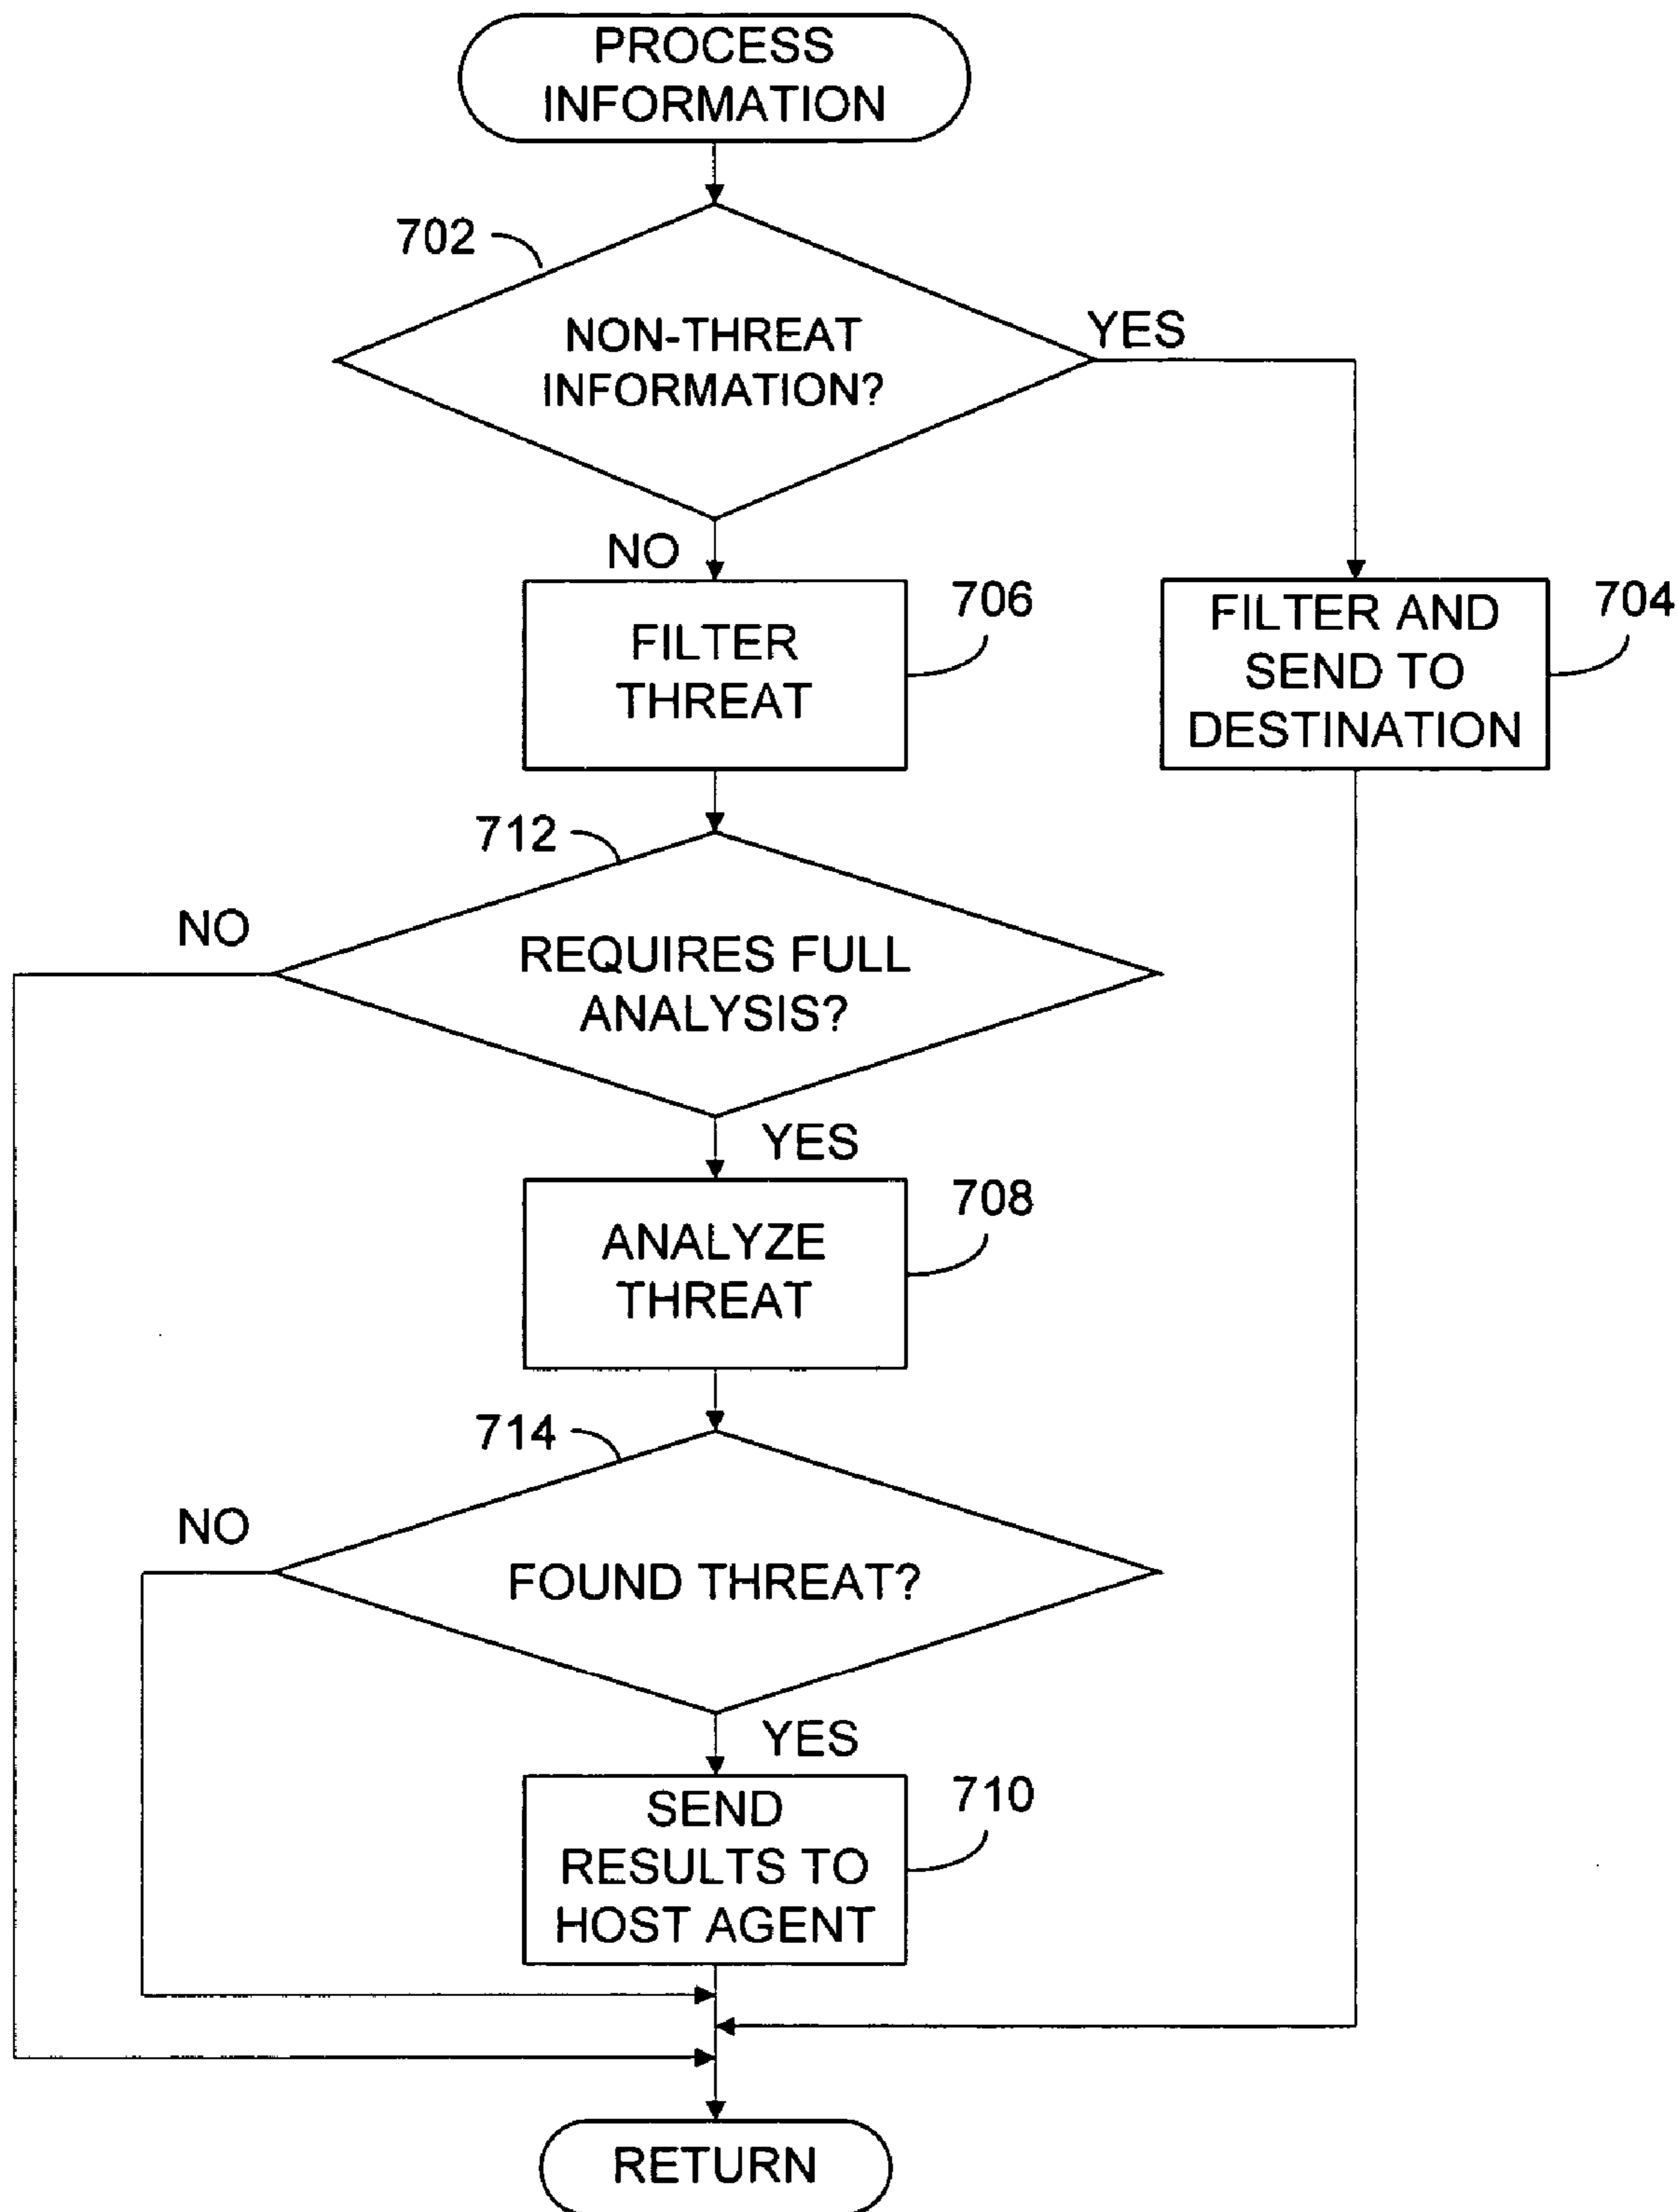 PROCESS
INFORMATION
702
NON-THREAT
INFORMATION?
YES
NO
FILTER
THREAT
706
FILTER AND
SEND TO
DESTINATION
704
712
NO
REQUIRES FULL
ANALYSIS?
YES
ANALYZE
THREAT
708
714
NO
FOUND THREAT?
YES
SEND
RESULTS TO
HOST AGENT
710
RETURN